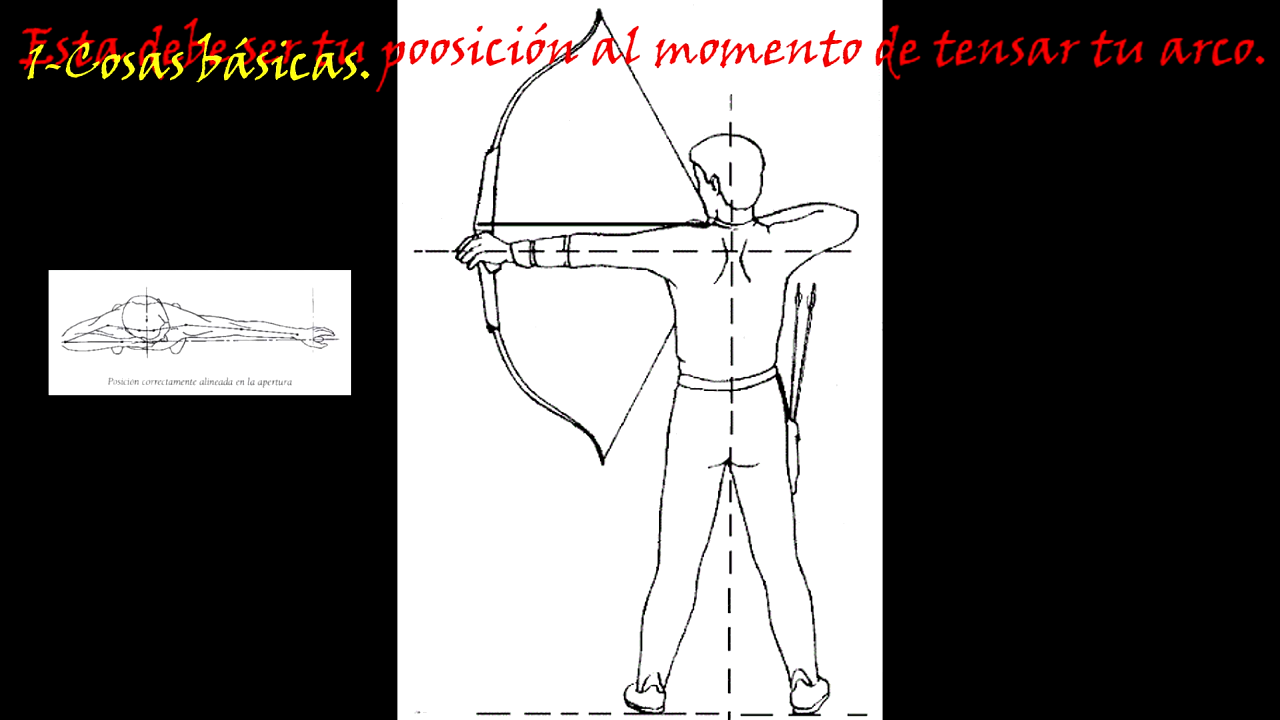 Esta debe ser tu poosición al momento de tensar tu arco.
1-Cosas básicas.
Posición correctamente alineada en la apertura